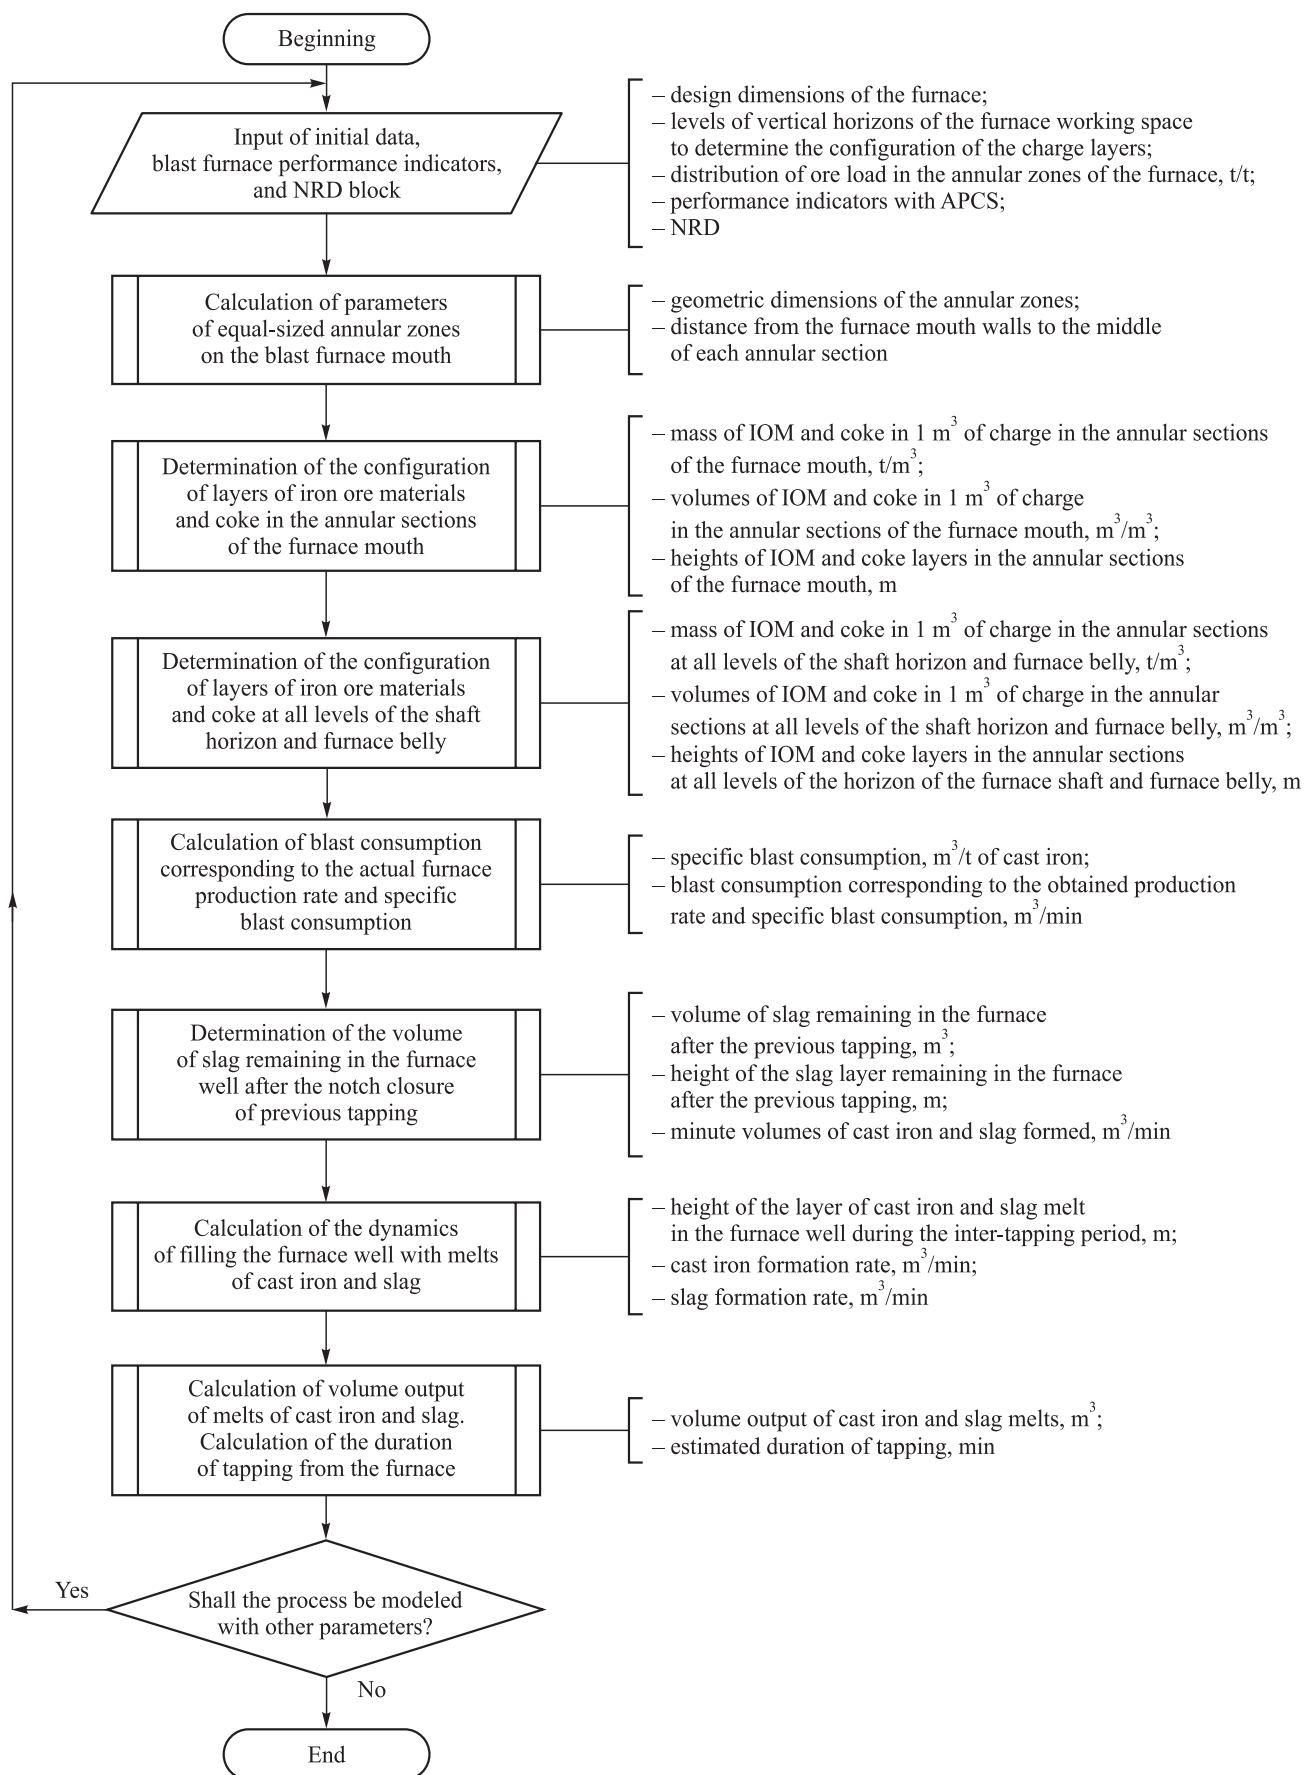 Beginning
Input of initial data,
blast furnace performance indicators,
and NRD block
– design dimensions of the furnace;
– levels of vertical horizons of the furnace working space
to determine the configuration of the charge layers;
– distribution of ore load in the annular zones of the furnace, t/t;
– performance indicators with APCS;
– NRD
Calculation of parameters
of equal-sized annular zones
on the blast furnace mouth
– geometric dimensions of the annular zones;
– distance from the furnace mouth walls to the middle
of each annular section
Determination of the configuration
of layers of iron ore materials
and coke in the annular sections
of the furnace mouth
– mass of IOM and coke in 1 m³ of charge in the annular sections
of the furnace mouth, t/m³;
– volumes of IOM and coke in 1 m³ of charge
in the annular sections of the furnace mouth, m³/m³;
– heights of IOM and coke layers in the annular sections
of the furnace mouth, m
Determination of the configuration
of layers of iron ore materials
and coke at all levels of the shaft
horizon and furnace belly
– mass of IOM and coke in 1 m³ of charge in the annular sections
at all levels of the shaft horizon and furnace belly, t/m³;
– volumes of IOM and coke in 1 m³ of charge in the annular
sections at all levels of the shaft horizon and furnace belly, m³/m³;
– heights of IOM and coke layers in the annular sections
at all levels of the horizon of the furnace shaft and furnace belly, m
Calculation of blast consumption
corresponding to the actual furnace
production rate and specific
blast consumption
– specific blast consumption, m³/t of cast iron;
– blast consumption corresponding to the obtained production
rate and specific blast consumption, m³/min
Determination of the volume
of slag remaining in the furnace
well after the notch closure
of previous tapping
– volume of slag remaining in the furnace
after the previous tapping, m³;
– height of the slag layer remaining in the furnace
after the previous tapping, m;
– minute volumes of cast iron and slag formed, m³/min
Calculation of the dynamics
of filling the furnace well with melts
of cast iron and slag
– height of the layer of cast iron and slag melt
in the furnace well during the inter-tapping period, m;
– cast iron formation rate, m³/min;
– slag formation rate, m³/min
Calculation of volume output
of melts of cast iron and slag.
Calculation of the duration
of tapping from the furnace
– volume output of cast iron and slag melts, m³;
– estimated duration of tapping, min
Yes
Shall the process be modeled
with other parameters?
No
End